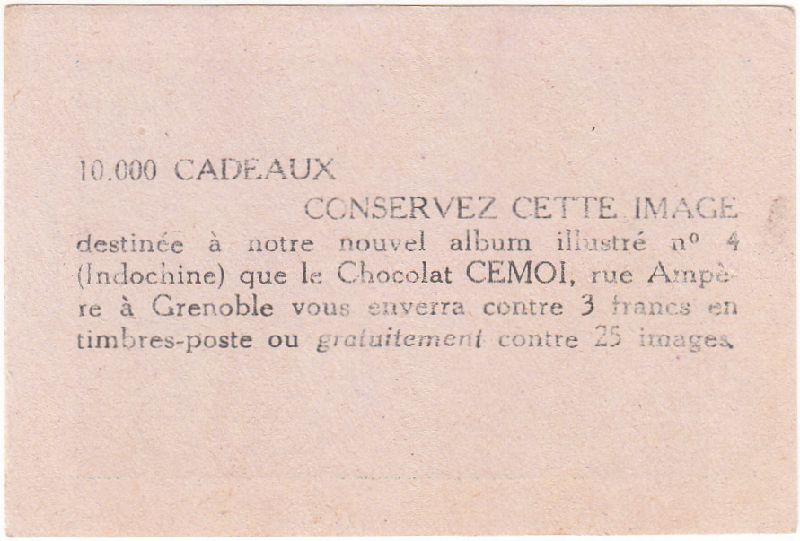 10.000 CADEAUX
CONSERVEZ CETTE IMAGE
destinée à notre nouvel album illustré nº 4
(Indochine) que le Chocolat CEMOI, rue Ampè-
re à Grenoble vous enverra contre 3 francs en
timbres-poste ou gratuitement contre 25 images.